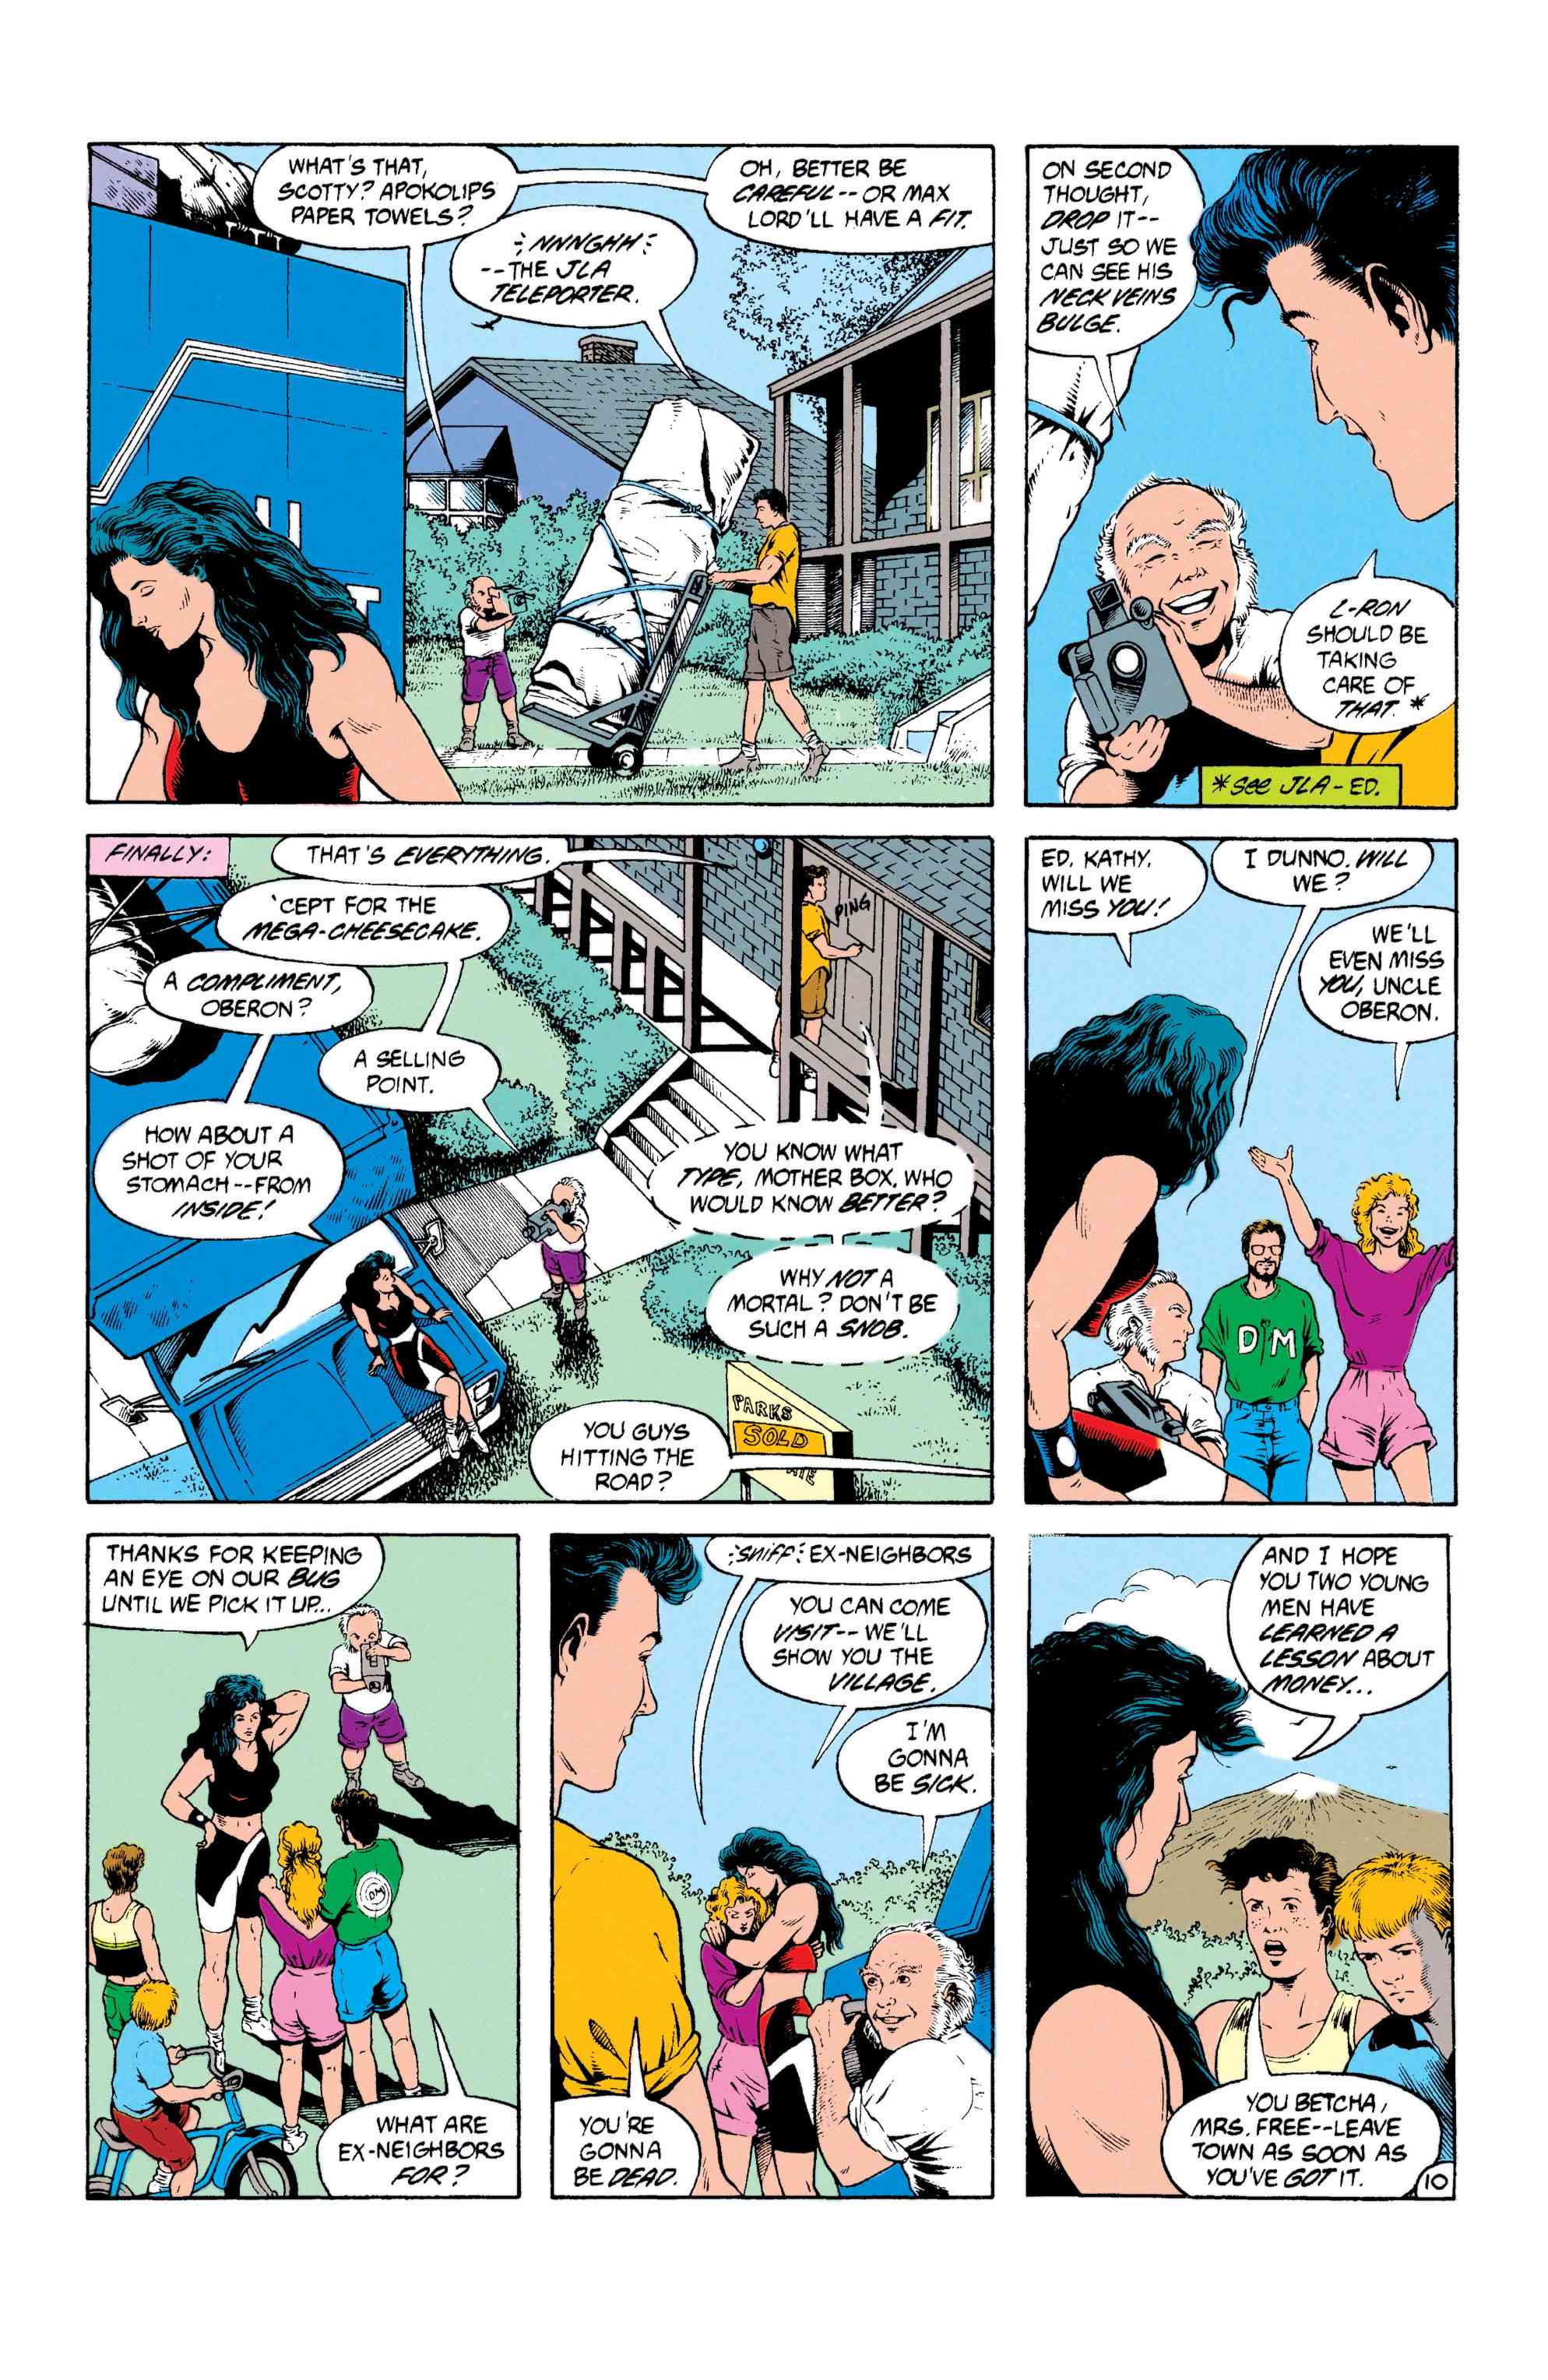 WHAT'S THAT,
SCOTTY? APOKOLIPS
PAPER TOWELS?
NNNGHH
--THE JLA
TELEPORTER.
OH, BETTER BE
CAREFUL-- OR MAX
LORD'LL HAVE A FIT.
ON SECOND
THOUGHT,
DROP IT--
JUST SO WE
CAN SEE HIS
NECK VEINS
BULGE.
L-RON
SHOULD BE
TAKING
CARE OF
THAT.*
*SEE JLA-ED.
FINALLY:
THAT'S EVERYTHING.
'CEPT FOR THE
MEGA-CHEESECAKE.
A COMPLIMENT,
OBERON?
A SELLING
POINT.
HOW ABOUT A
SHOT OF YOUR
STOMACH--FROM
INSIDE!
PING
YOU KNOW WHAT
TYPE, MOTHER BOX. WHO
WOULD KNOW BETTER?
WHY NOT A
MORTAL? DON'T BE
SUCH A SNOB.
PARKS
SOLD
YOU GUYS
HITTING THE
ROAD?
ED, KATHY,
WILL WE
MISS YOU!
I DUNNO. WILL
WE?
WE'LL
EVEN MISS
YOU, UNCLE
OBERON.
D M
THANKS FOR KEEPING
AN EYE ON OUR BUG
UNTIL WE PICK IT UP...
DM
WHAT ARE
EX-NEIGHBORS
FOR?
SNIFF EX-NEIGHBORS
YOU CAN COME
VISIT-- WE'LL
SHOW YOU THE
VILLAGE.
I'M
GONNA
BE SICK.
YOU'RE
GONNA
BE DEAD.
AND I HOPE
YOU TWO YOUNG
MEN HAVE
LEARNED A
LESSON ABOUT
MONEY...
YOU BETCHA,
MRS. FREE--LEAVE
TOWN AS SOON AS
YOU'VE GOT IT.
10